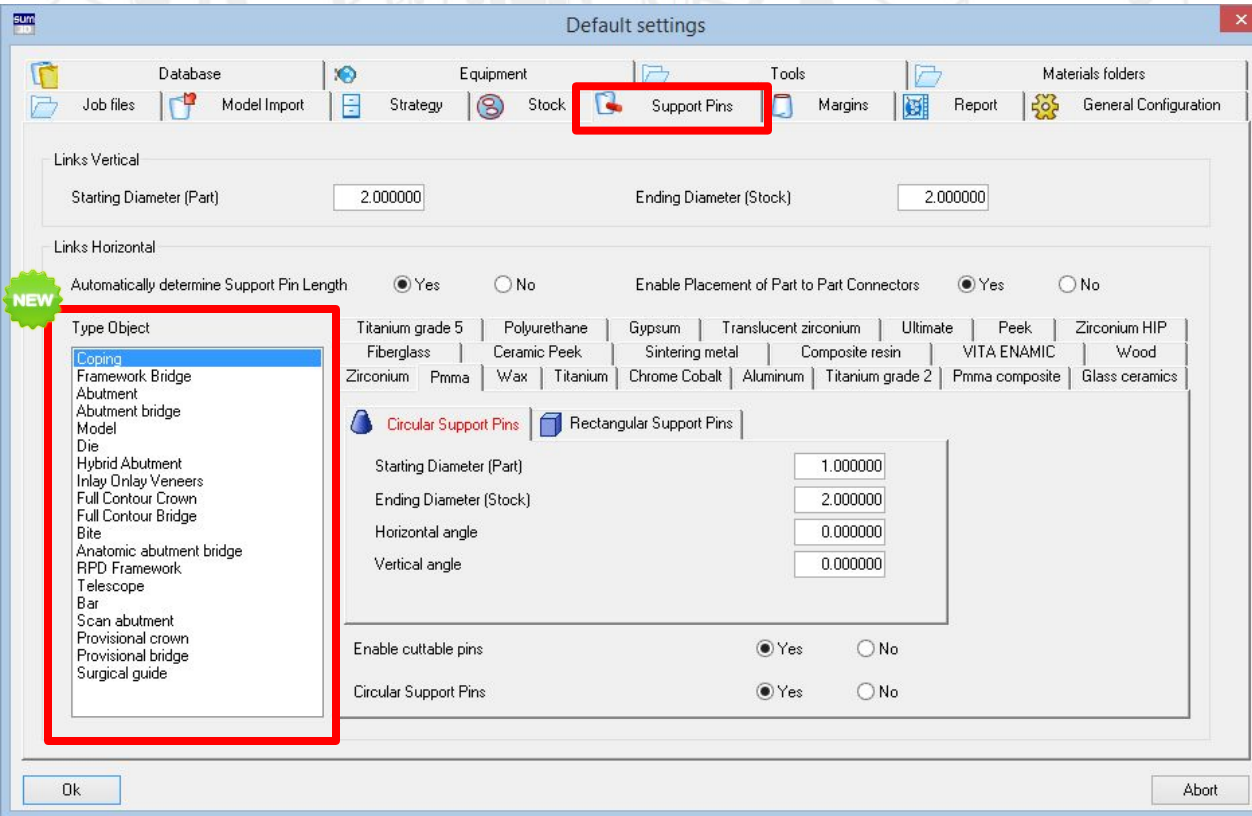 SUM
3D
Default settings
Database Equipment Tools Materials folders
Job files Model Import Strategy Stock Support Pins Margins Report General Configuration
Links Vertical
Starting Diameter (Part) 2.000000 Ending Diameter (Stock) 2.000000
Links Horizontal
Automatically determine Support Pin Length Yes No Enable Placement of Part to Part Connectors Yes No
NEW
Type Object
Coping
Framework Bridge
Abutment
Abutment bridge
Model
Die
Hybrid Abutment
Inlay Onlay Veneers
Full Contour Crown
Full Contour Bridge
Bite
Anatomic abutment bridge
RPD Framework
Telescope
Bar
Scan abutment
Provisional crown
Provisional bridge
Surgical guide
Titanium grade 5 Polyurethane Gypsum Translucent zirconium Ultimate Peek Zirconium HIP
Fiberglass Ceramic Peek Sintering metal Composite resin VITA ENAMIC Wood
Zirconium Pmma Wax Titanium Chrome Cobalt Aluminum Titanium grade 2 Pmma composite Glass ceramics
Circular Support Pins Rectangular Support Pins
Starting Diameter (Part) 1.000000
Ending Diameter (Stock) 2.000000
Horizontal angle 0.000000
Vertical angle 0.000000
Enable cuttable pins Yes No
Circular Support Pins Yes No
Ok Abort